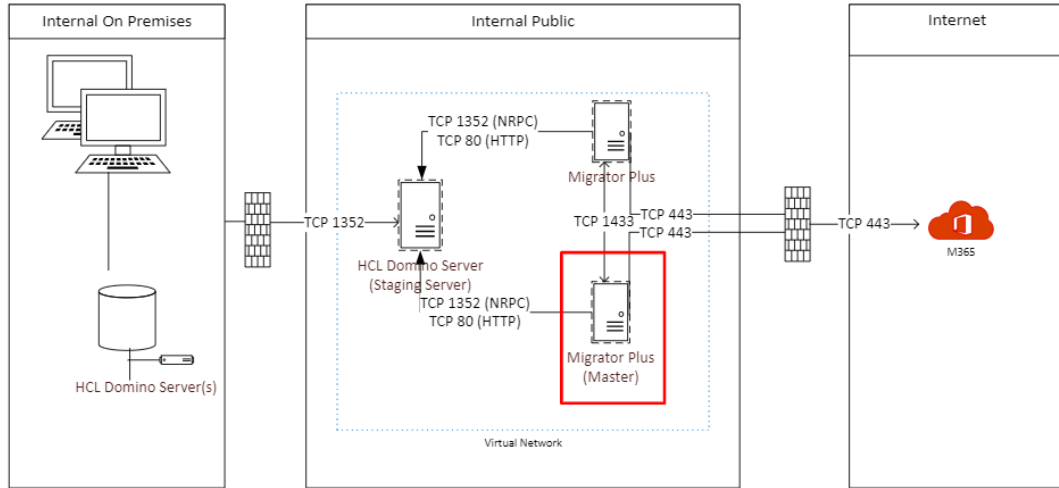 Internal On Premises
Internal Public
Internet
TCP 1352 (NRPC)
TCP 80 (HTTP)
Migrator Plus
TCP 1352
TCP 1433
TCP 443
TCP 443
TCP 443
M365
HCL Domino Server
(Staging Server)
TCP 1352 (NRPC)
TCP 80 (HTTP)
Migrator Plus
(Master)
HCL Domino Server(s)
Virtual Network